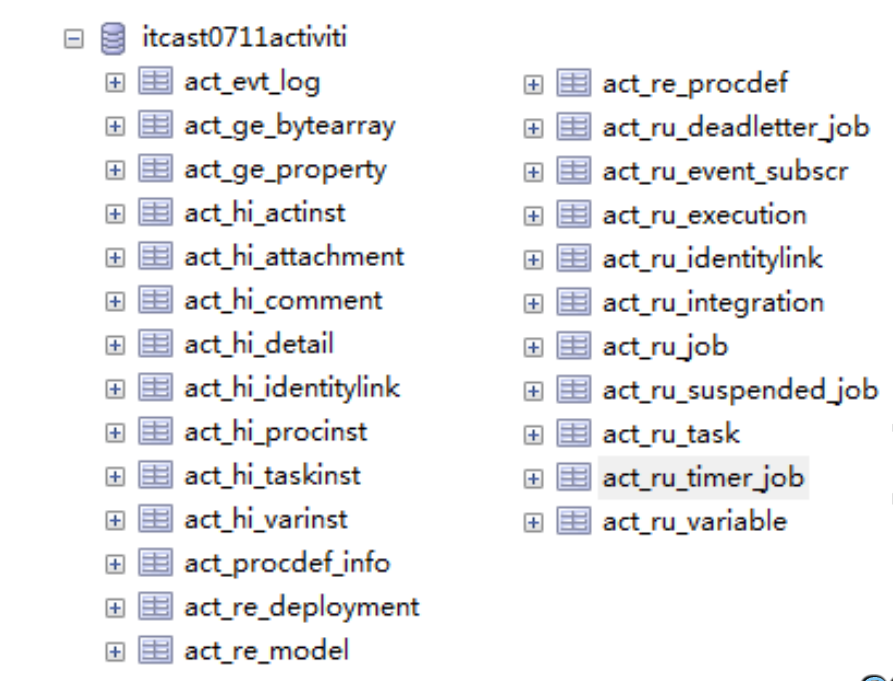 itcast0711activiti
act_evt_log
act_ge_bytearray
act_ge_property
act_hi_actinst
act_hi_attachment
act_hi_comment
act_hi_detail
act_hi_identitylink
act_hi_procinst
act_hi_taskinst
act_hi_varinst
act_procdef_info
act_re_deployment
act_re_model
act_re_procdef
act_ru_deadletter_job
act_ru_event_subscr
act_ru_execution
act_ru_identitylink
act_ru_integration
act_ru_job
act_ru_suspended_job
act_ru_task
act_ru_timer_job
act_ru_variable